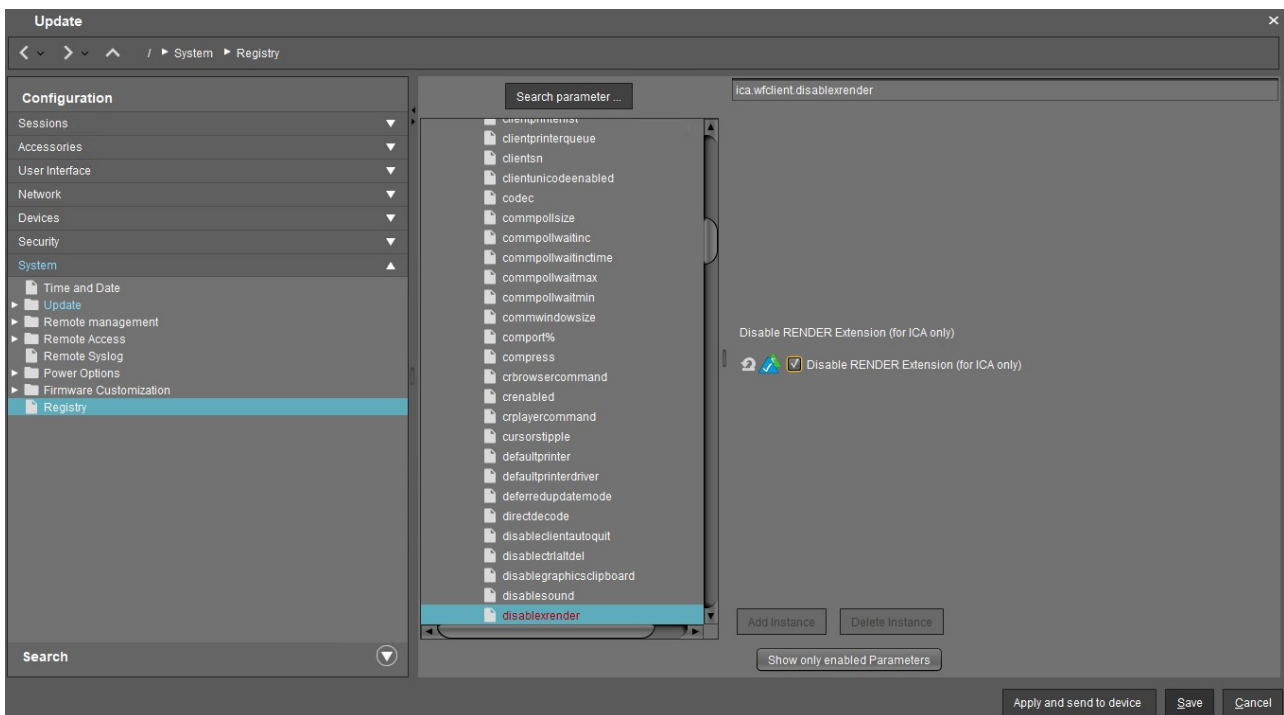 Update
/ System Registry
Configuration
Sessions
Accessories
User Interface
Network
Devices
Security
System
Time and Date
Update
Remote management
Remote Access
Remote Syslog
Power Options
Firmware Customization
Registry
Search
Search parameter ...
clientprinterlist
clientprinterqueue
clientsn
clientunicodeenabled
codec
commpollsize
commpollwaitinc
commpollwaitinctime
commpollwaitmax
commpollwaitmin
commwindowsize
comport%
compress
crbrowsercommand
crenabled
crplayercommand
cursorstipple
defaultprinter
defaultprinterdriver
deferredupdatemode
directdecode
disableclientautoquit
disablectrlaltdel
disablegraphicsclipboard
disablesound
disablexrender
ica.wfclient.disablexrender
Disable RENDER Extension (for ICA only)
Disable RENDER Extension (for ICA only)
Add Instance Delete Instance
Show only enabled Parameters
Apply and send to device Save Cancel